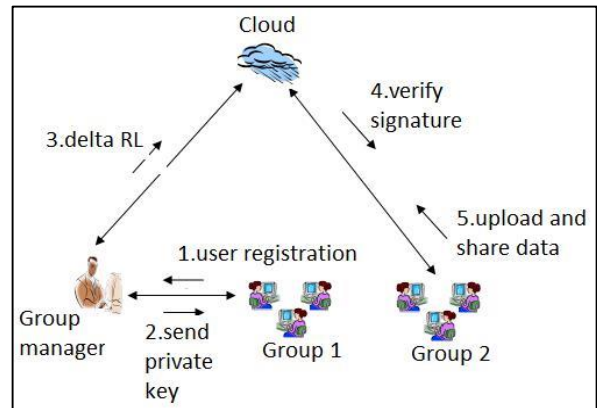 Cloud
3.delta RL
4.verify
signature
5.upload and
share data
1.user registration
Group
manager
2.send
private
key
Group 1
Group 2